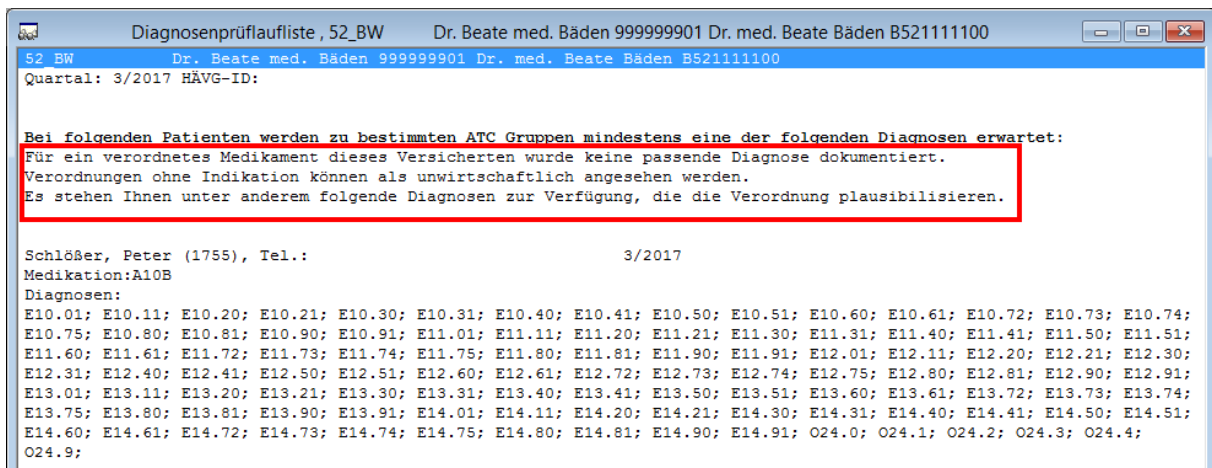 Diagnosenprüflaufliste , 52_BW Dr. Beate med. Bäden 999999901 Dr. med. Beate Bäden B521111100
52_BW Dr. Beate med. Bäden 999999901 Dr. med. Beate Bäden B521111100
Quartal: 3/2017 HÄVG-ID:
Bei folgenden Patienten werden zu bestimmten ATC Gruppen mindestens eine der folgenden Diagnosen erwartet:
Für ein verordnetes Medikament dieses Versicherten wurde keine passende Diagnose dokumentiert.
Verordnungen ohne Indikation können als unwirtschaftlich angesehen werden.
Es stehen Ihnen unter anderem folgende Diagnosen zur Verfügung, die die Verordnung plausibilisieren.
Schlößer, Peter (1755), Tel.: 3/2017
Medikation:A10B
Diagnosen:
E10.01; E10.11; E10.20; E10.21; E10.30; E10.31; E10.40; E10.41; E10.50; E10.51; E10.60; E10.61; E10.72; E10.73; E10.74;
E10.75; E10.80; E10.81; E10.90; E10.91; E11.01; E11.11; E11.20; E11.21; E11.30; E11.31; E11.40; E11.41; E11.50; E11.51;
E11.60; E11.61; E11.72; E11.73; E11.74; E11.75; E11.80; E11.81; E11.90; E11.91; E12.01; E12.11; E12.20; E12.21; E12.30;
E12.31; E12.40; E12.41; E12.50; E12.51; E12.60; E12.61; E12.72; E12.73; E12.74; E12.75; E12.80; E12.81; E12.90; E12.91;
E13.01; E13.11; E13.20; E13.21; E13.30; E13.31; E13.40; E13.41; E13.50; E13.51; E13.60; E13.61; E13.72; E13.73; E13.74;
E13.75; E13.80; E13.81; E13.90; E13.91; E14.01; E14.11; E14.20; E14.21; E14.30; E14.31; E14.40; E14.41; E14.50; E14.51;
E14.60; E14.61; E14.72; E14.73; E14.74; E14.75; E14.80; E14.81; E14.90; E14.91; O24.0; O24.1; O24.2; O24.3; O24.4;
O24.9;